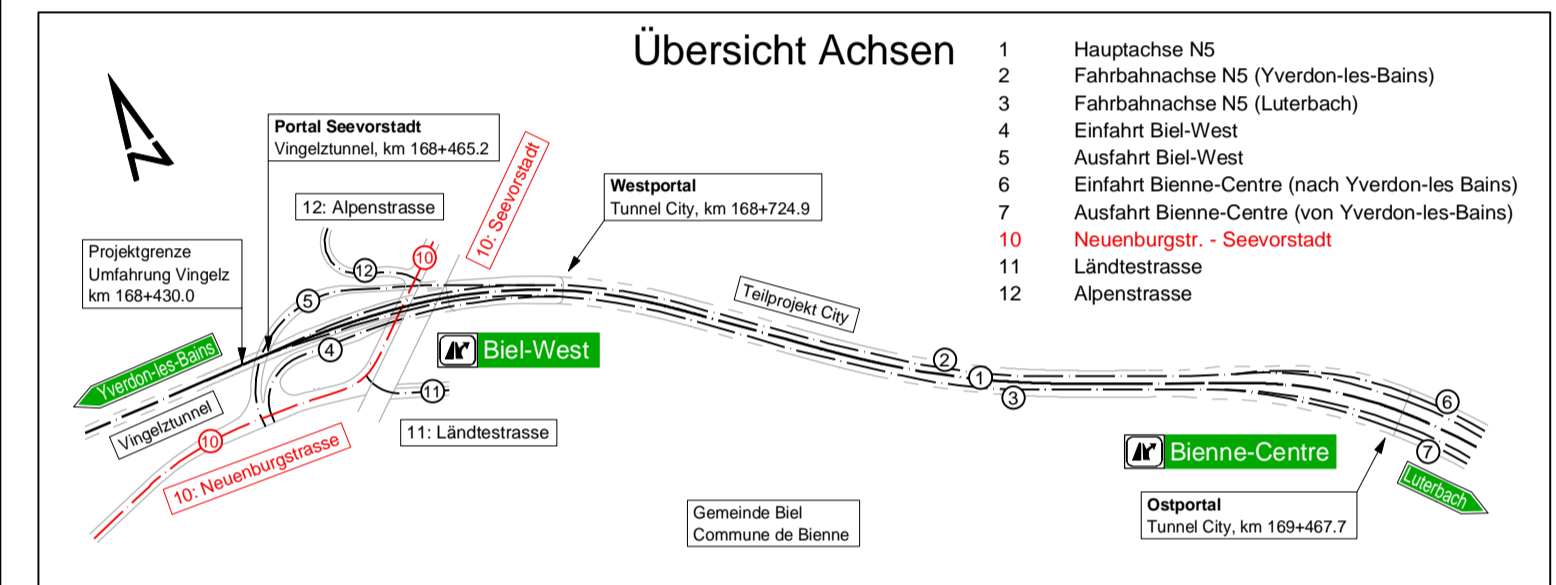 Übersicht Achsen
1 Hauptachse N5
2 Fahrbahnachse N5 (Yverdon-les-Bains)
3 Fahrbahnachse N5 (Luterbach)
4 Einfahrt Biel-West
5 Ausfahrt Biel-West
6 Einfahrt Bienne-Centre (nach Yverdon-les Bains)
7 Ausfahrt Bienne-Centre (von Yverdon-les-Bains)
10 Neuenburgstr. - Seevorstadt
11 Ländtestrasse
12 Alpenstrasse
Portal Seevorstadt
Vingelztunnel, km 168+465.2
10: Seevorstadt
Westportal
Tunnel City, km 168+724.9
12: Alpenstrasse
Projektgrenze
Umfahrung Vingelz
km 168+430.0
12
10
5
4
Teilprojekt City
Biel-West
Yverdon-les-Bains
Vingelztunnel
11
11: Ländtestrasse
10
10: Neuenburgstrasse
2
1
3
6
7
Bienne-Centre
Luterbach
Ostportal
Tunnel City, km 169+467.7
Gemeinde Biel
Commune de Bienne